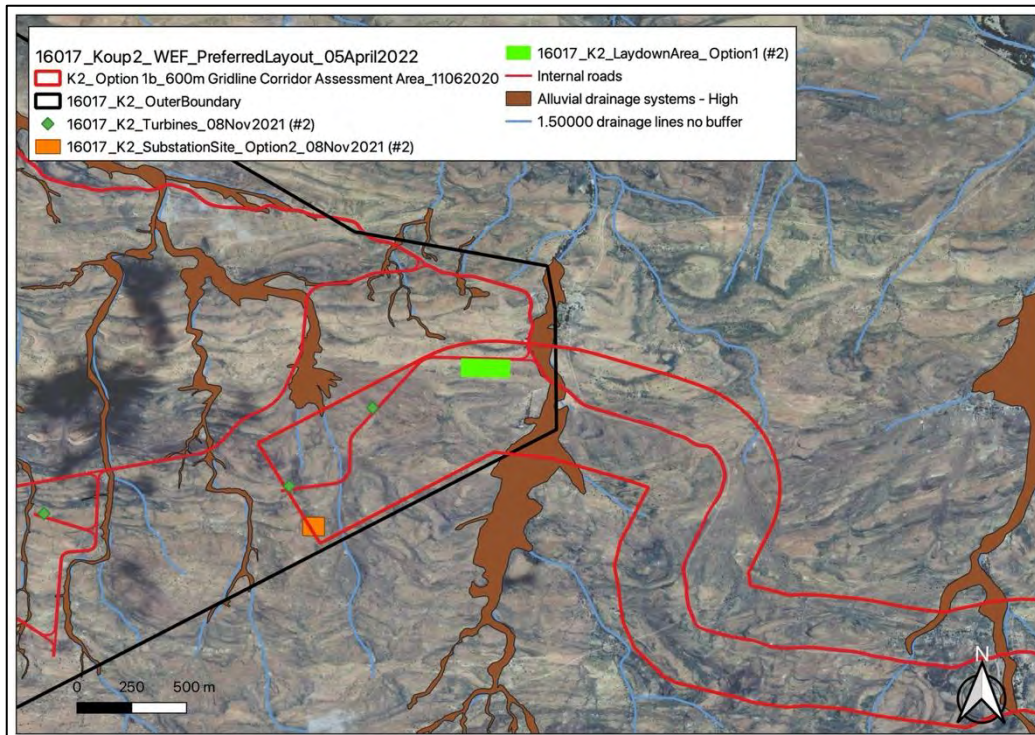 16017_Koup2_WEF_PreferredLayout_05April2022
K2_Option 1b_600m Gridline Corridor Assessment Area_11062020
16017_K2_OuterBoundary
16017_K2_Turbines_08Nov2021 (#2)
16017_K2_SubstationSite_Option2_08Nov2021 (#2)
16017_K2_LaydownArea_Option1 (#2)
Internal roads
Alluvial drainage systems - High
1.50000 drainage lines no buffer
0 250 500 m
N